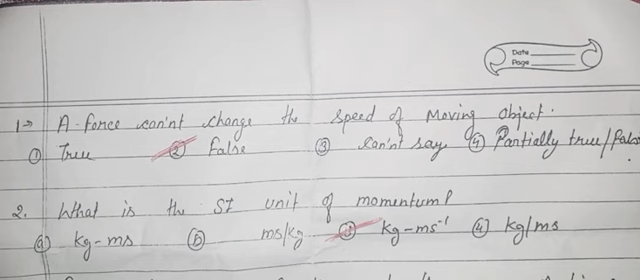 Date
Page
1→ A force can'nt change the speed of Moving object.
① True ② false ③ can'nt say ④ Partially true/false
2. What is the SI unit of momentum?
ⓐ kg-ms ⓑ ms/kg ③ kg-ms⁻¹ ④ kg/ms